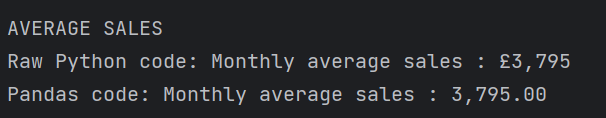 AVERAGE SALES
Raw Python code: Monthly average sales : £3,795
Pandas code: Monthly average sales : 3,795.00